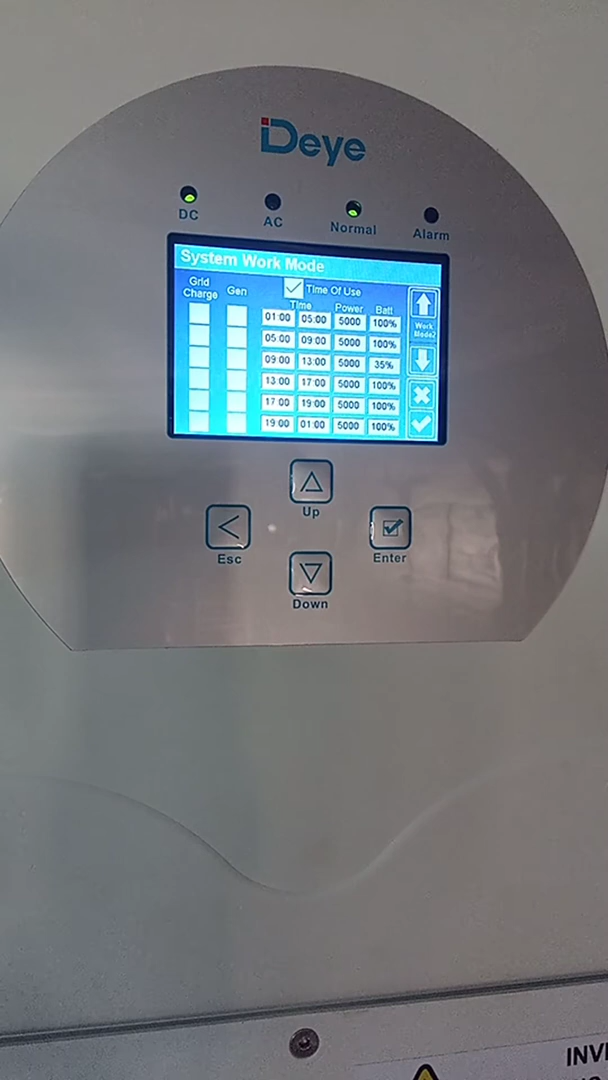 Deye
DC AC Normal Alarm
System Work Mode
Grid Charge Gen Time Of Use
Time Power Batt
01:00 05:00 5000 100%
05:00 09:00 5000 100%
09:00 13:00 5000 35%
13:00 17:00 5000 100%
17:00 19:00 5000 100%
19:00 01:00 5000 100%
Work
Mode2
Up
Esc
Enter
Down